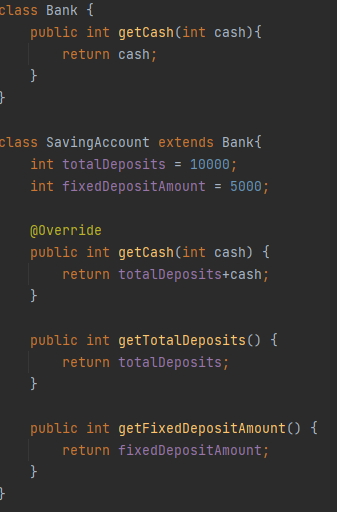 class Bank {
    public int getCash(int cash){
        return cash;
    }
}
class SavingAccount extends Bank{
    int totalDeposits = 10000;
    int fixedDepositAmount = 5000;
    @Override
    public int getCash(int cash) {
        return totalDeposits+cash;
    }
    public int getTotalDeposits() {
        return totalDeposits;
    }
    public int getFixedDepositAmount() {
        return fixedDepositAmount;
    }
}